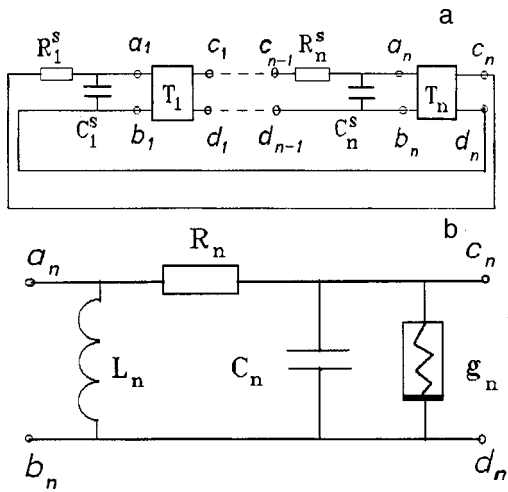 a
R₁ˢ a₁ c₁ cₙ₋₁ Rₙˢ aₙ cₙ
T₁ Tₙ
C₁ˢ b₁ d₁ dₙ₋₁ Cₙˢ bₙ dₙ
b
aₙ Rₙ cₙ
Lₙ Cₙ gₙ
bₙ dₙ